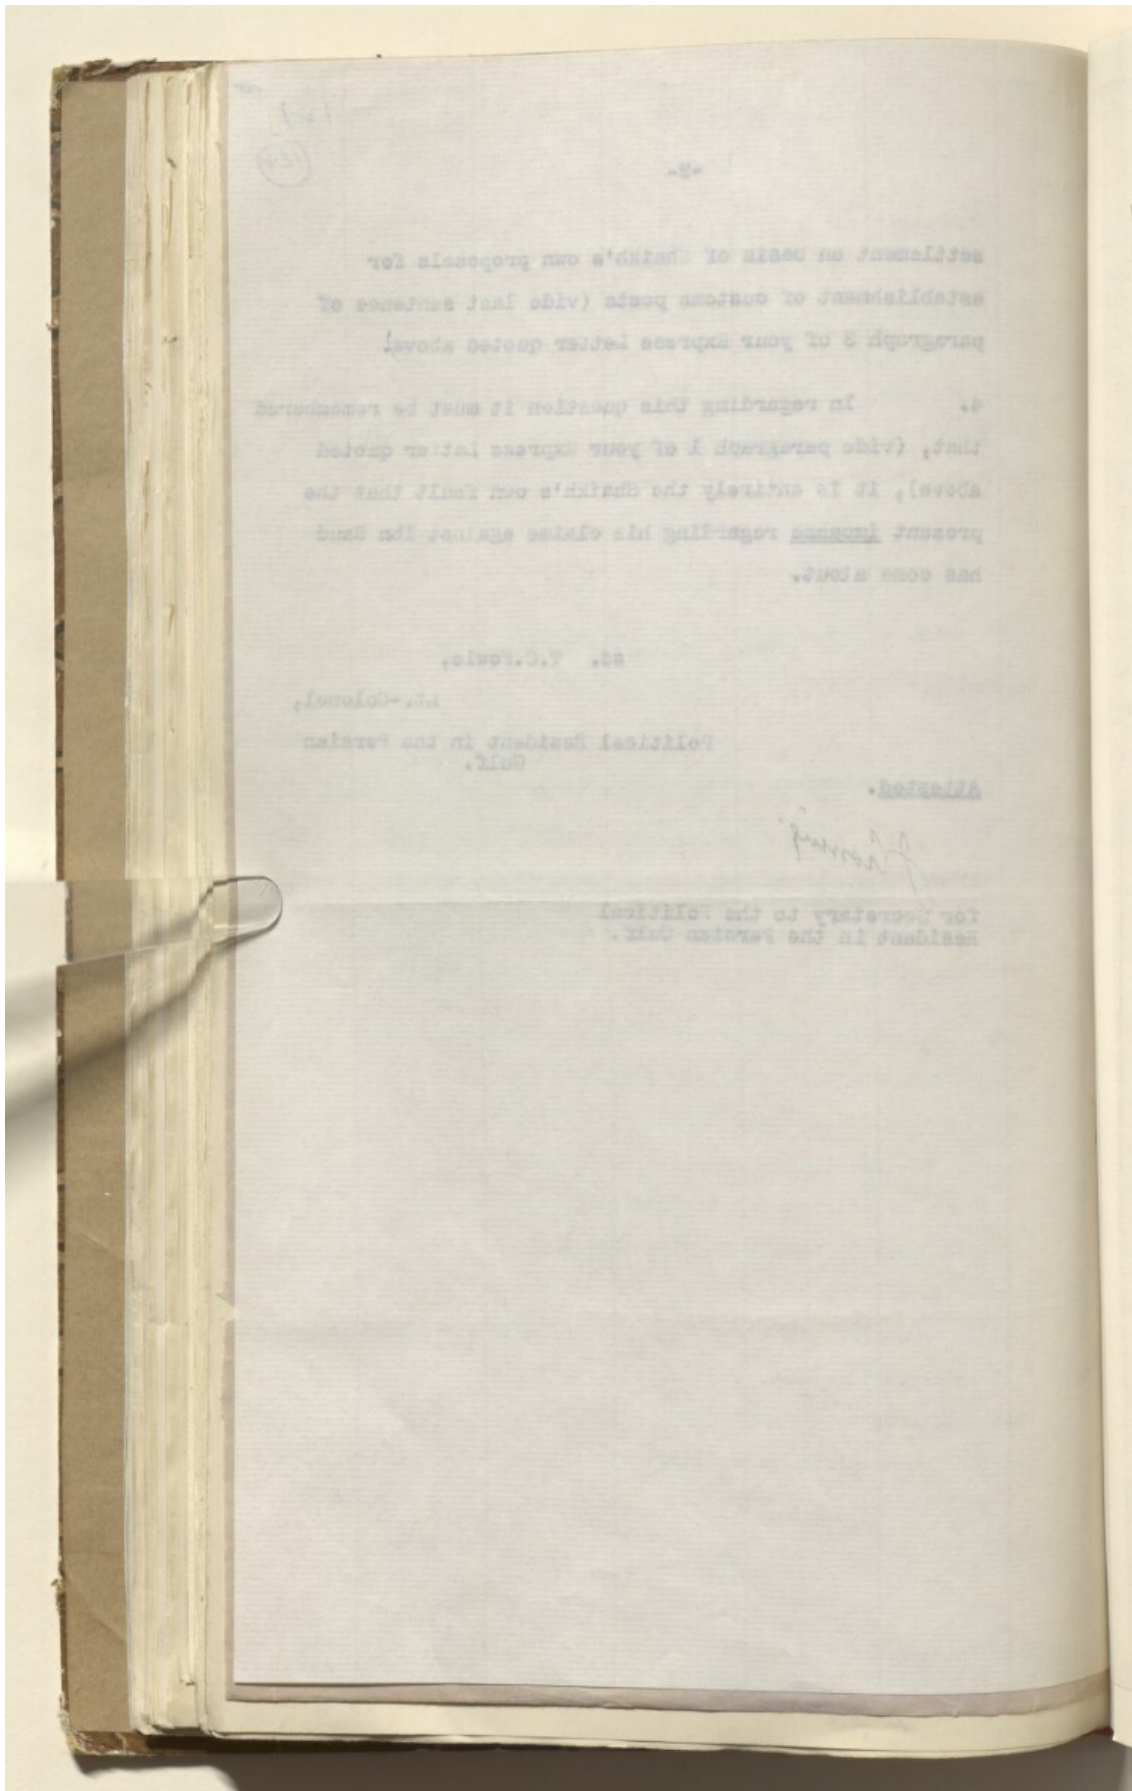 -2-
settlement on basis of Shaikh's own proposals for
establishment of customs posts (vide last sentence of
paragraph 3 of your Express Letter quoted above)
4. In regarding this question it must be remembered
that, (vide paragraph 1 of your Express Letter quoted
above), it is entirely the Shaikh's own fault that the
present impasse regarding his claims against Ibn Saud
has come about.
sd. T.C.Fowle,
Lt.-Colonel,
Political Resident in the Persian
Gulf.
Attested.
for Secretary to the Political
Resident in the Persian Gulf.